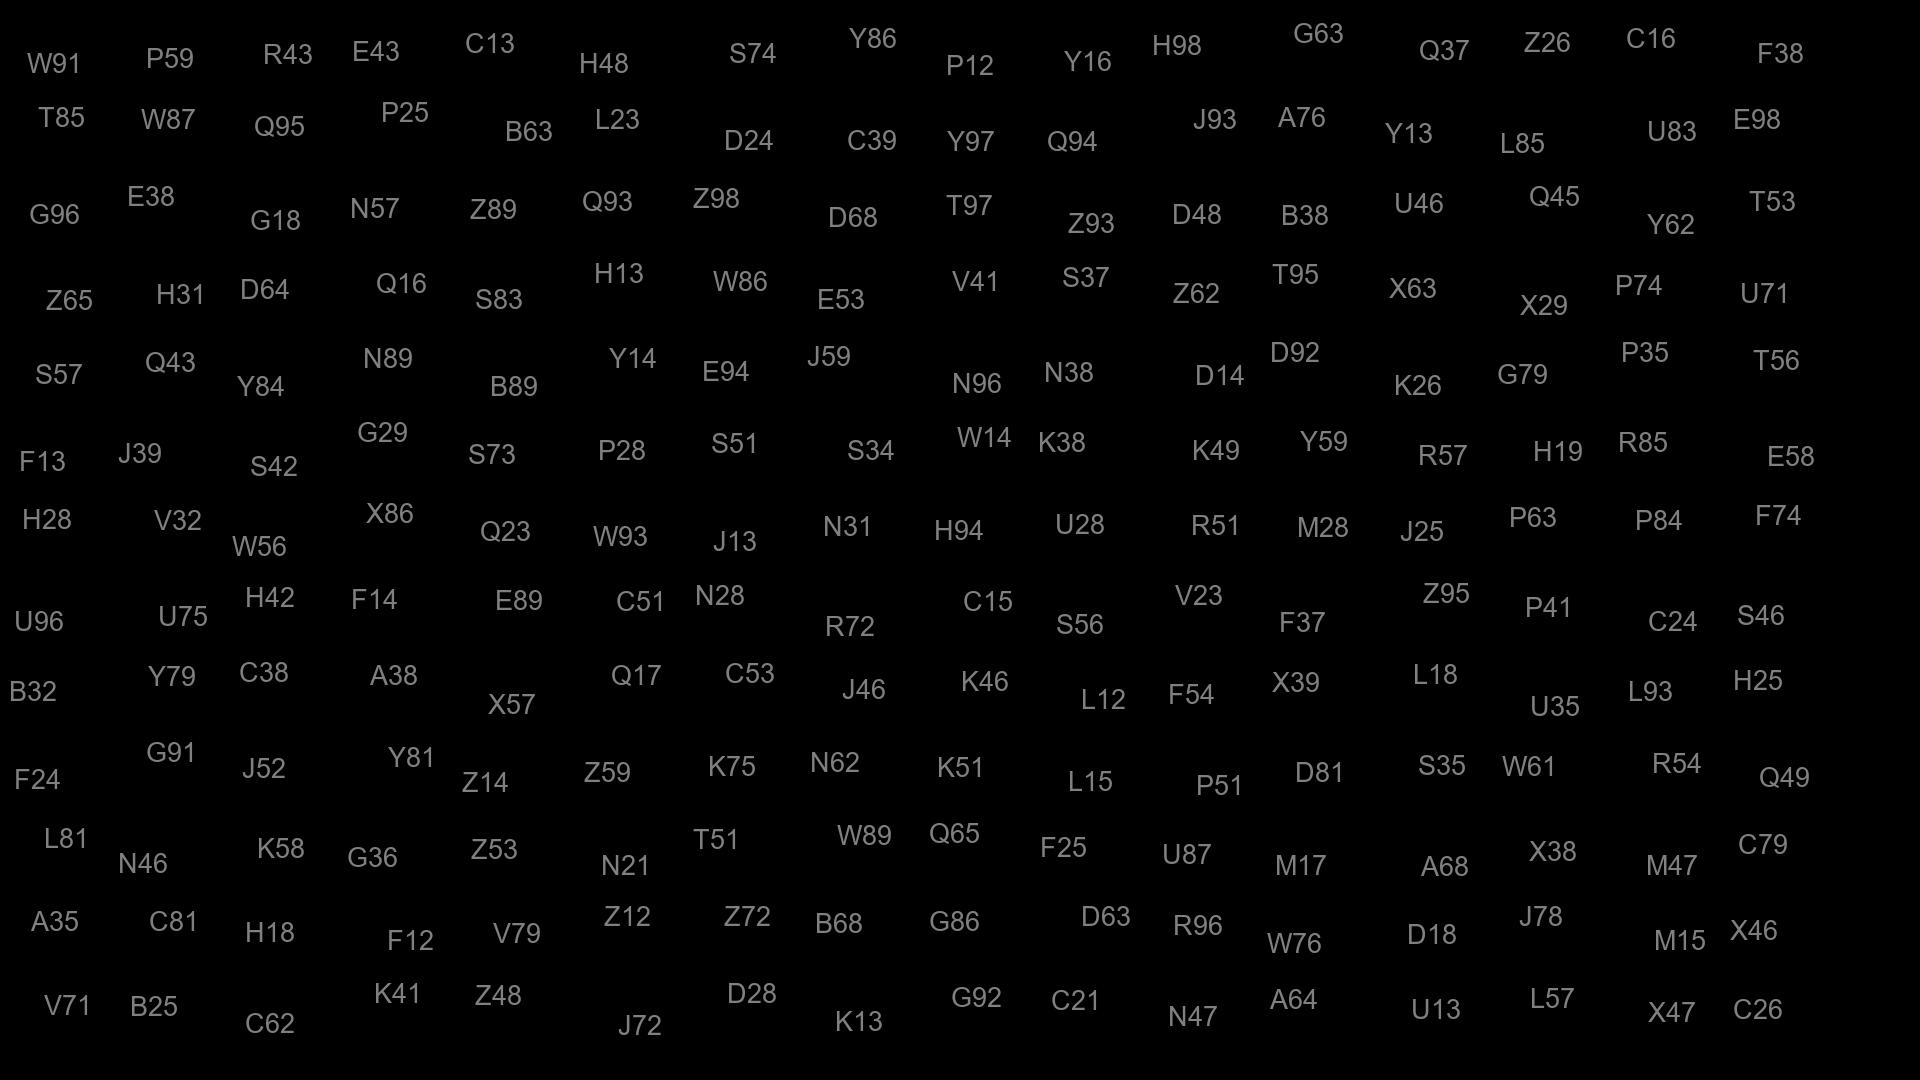 W91 P59 R43 E43 C13 H48 S74 Y86 P12 Y16 H98 G63 Q37 Z26 C16 F38
T85 W87 Q95 P25 B63 L23 D24 C39 Y97 Q94 J93 A76 Y13 L85 U83 E98
G96 E38 G18 N57 Z89 Q93 Z98 D68 T97 Z93 D48 B38 U46 Q45 Y62 T53
Z65 H31 D64 Q16 S83 H13 W86 E53 V41 S37 Z62 T95 X63 X29 P74 U71
S57 Q43 Y84 N89 B89 Y14 E94 J59 N96 N38 D14 D92 K26 G79 P35 T56
F13 J39 S42 G29 S73 P28 S51 S34 W14 K38 K49 Y59 R57 H19 R85 E58
H28 V32 W56 X86 Q23 W93 J13 N31 H94 U28 R51 M28 J25 P63 P84 F74
U96 U75 H42 F14 E89 C51 N28 R72 C15 S56 V23 F37 Z95 P41 C24 S46
B32 Y79 C38 A38 X57 Q17 C53 J46 K46 L12 F54 X39 L18 U35 L93 H25
F24 G91 J52 Y81 Z14 Z59 K75 N62 K51 L15 P51 D81 S35 W61 R54 Q49
L81 N46 K58 G36 Z53 N21 T51 W89 Q65 F25 U87 M17 A68 X38 M47 C79
A35 C81 H18 F12 V79 Z12 Z72 B68 G86 D63 R96 W76 D18 J78 M15 X46
V71 B25 C62 K41 Z48 J72 D28 K13 G92 C21 N47 A64 U13 L57 X47 C26